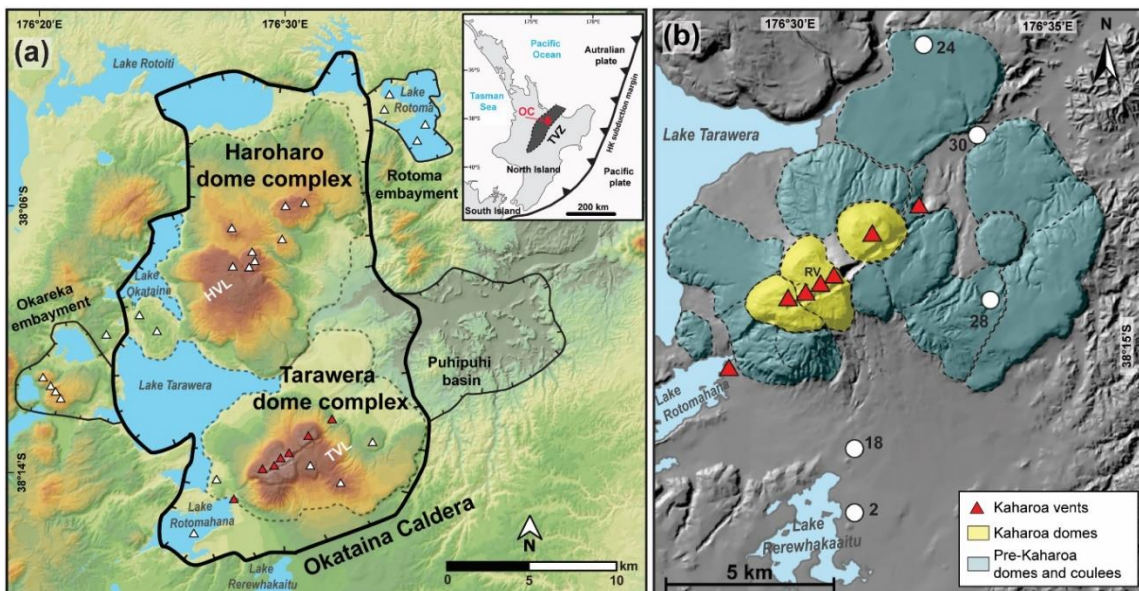 176°20'E
176°30'
(a)
Lake Rotoiti
Lake
Rotoma
Haroharo
dome complex
Rotoma
embayment
38°06'S
HVL
Lake
Okataina
Okareka
embayment
Lake Tarawera
Puhipuhi
basin
Tarawera
dome complex
TVL
38°14'S
Lake
Rotomahana
Okataina Caldera
Lake
Rerewhakaaitu
N
0
5
10
km
175°E
179°E
Pacific
Ocean
Autralian
plate
36°S
Tasman
Sea
OC
38°S
TVZ
HK subduction margin
North Island
Pacific
plate
40°S
South Island
200 km
(b)
176°30'E
176°35'E
N
24
Lake Tarawera
30
RV
28
38°15'S
Lake
Rotomahana
18
2
Lake
Rerewhakaaitu
5 km
Kaharoa vents
Kaharoa domes
Pre-Kaharoa
domes and coulees